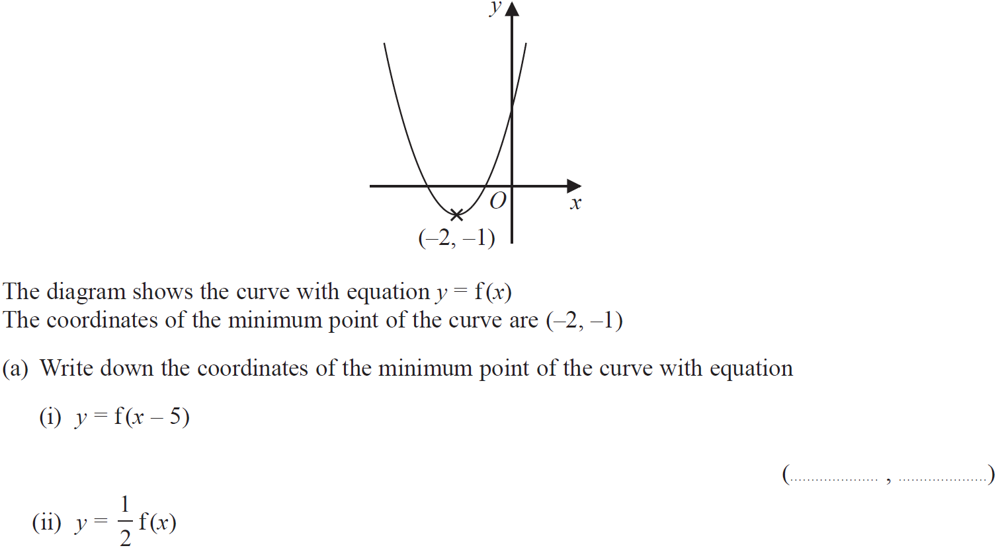 y
O
x
(–2, –1)
The diagram shows the curve with equation y = f(x)
The coordinates of the minimum point of the curve are (–2, –1)
(a) Write down the coordinates of the minimum point of the curve with equation
(i) y = f(x – 5)
(.................... , .....................)
(ii) y = 1/2 f(x)